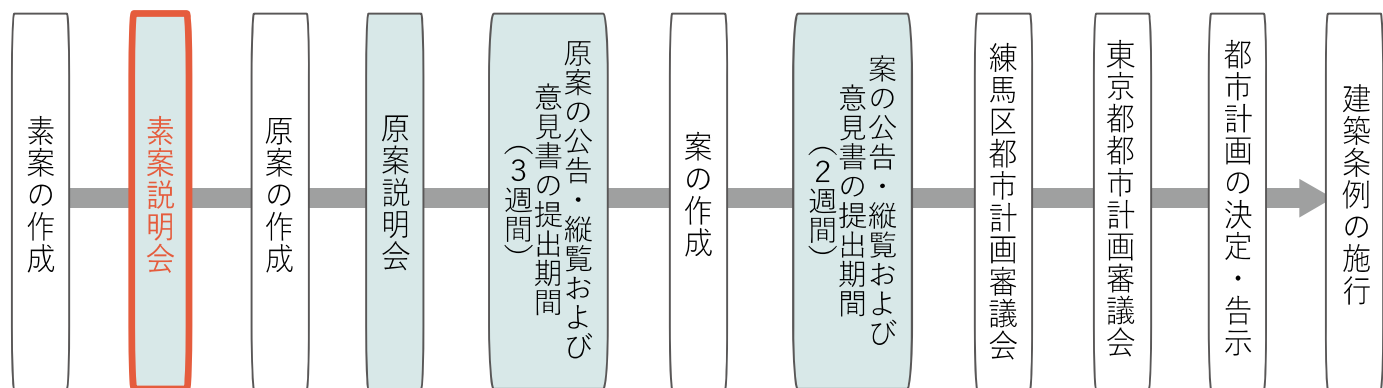 素案の作成
素案説明会
原案の作成
原案説明会
原案の公告・縦覧および
意見書の提出期間
（3週間）
案の作成
案の公告・縦覧および
意見書の提出期間
（2週間）
練馬区都市計画審議会
東京都都市計画審議会
都市計画の決定・告示
建築条例の施行